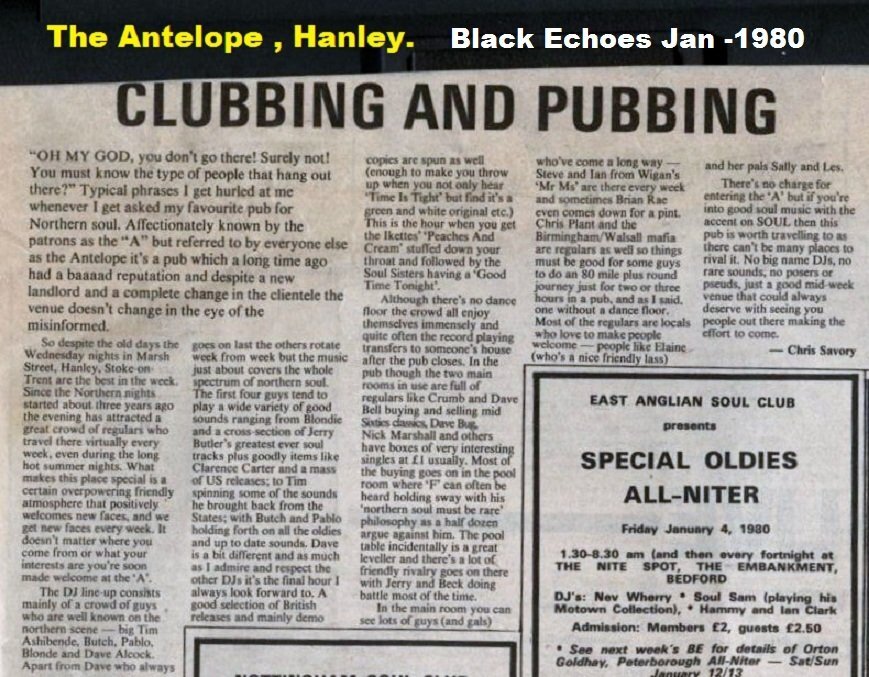 The Antelope , Hanley.    Black Echoes Jan -1980
CLUBBING AND PUBBING
"OH MY GOD, you don't go there! Surely not!
You must know the type of people that hang out
there?" Typical phrases I get hurled at me
whenever I get asked my favourite pub for
Northern soul. Affectionately known by the
patrons as the "A" but referred to by everyone else
as the Antelope it's a pub which a long time ago
had a baaaad reputation and despite a new
landlord and a complete change in the clientele the
venue doesn't change in the eye of the
misinformed.
So despite the old days the
Wednesday nights in Marsh
Street, Hanley, Stoke-on-
Trent are the best in the week.
Since the Northern nights
started about three years ago
the evening has attracted a
great crowd of regulars who
travel there virtually every
week, even during the long
hot summer nights. What
makes this place special is a
certain overpowering friendly
atmosphere that positively
welcomes new faces, and we
get new faces every week. It
doesn't matter where you
come from or what your
interests are you're soon
made welcome at the 'A'.
The DJ line-up consists
mainly of a crowd of guys
who are well known on the
northern scene — big Tim
Ashibende, Butch, Pablo,
Blonde and Dave Alcock.
Apart from Dave who always
goes on last the others rotate
week from week but the music
just about covers the whole
spectrum of northern soul.
The first four guys tend to
play a wide variety of good
sounds ranging from Blondie
and a cross-section of Jerry
Butler's greatest ever soul
tracks plus goodly items like
Clarence Carter and a mass
of US releases; to Tim
spinning some of the sounds
he brought back from the
States; with Butch and Pablo
holding forth on all the oldies
and up to date sounds. Dave
is a bit different and as much
as I admire and respect the
other DJs it's the final hour I
always look forward to. A
good selection of British
releases and mainly demo
copies are spun as well
(enough to make you throw
up when you not only hear
'Time Is Tight' but find it's a
green and white original etc.)
This is the hour when you get
the Ikettes' 'Peaches And
Cream' stuffed down your
throat and followed by the
Soul Sisters having a 'Good
Time Tonight'.
Although there's no dance
floor the crowd all enjoy
themselves immensely and
quite often the record playing
transfers to someone's house
after the pub closes. In the
pub though the two main
rooms in use are full of
regulars like Crumb and Dave
Bell buying and selling mid
Sixties classics, Dave Bug,
Nick Marshall and others
have boxes of very interesting
singles at £1 usually. Most of
the buying goes on in the pool
room where 'F' can often be
heard holding sway with his
'northern soul must be rare'
philosophy as a half dozen
argue against him. The pool
table incidentally is a great
leveller and there's a lot of
friendly rivalry goes on there
with Jerry and Beck doing
battle most of the time.
In the main room you can
see lots of guys (and gals)
who've come a long way —
Steve and Ian from Wigan's
'Mr Ms' are there every week
and sometimes Brian Rae
even comes down for a pint.
Chris Plant and the
Birmingham/Walsall mafia
are regulars as well so things
must be good for some guys
to do an 80 mile plus round
journey just for two or three
hours in a pub, and as I said,
one without a dance floor.
Most of the regulars are locals
who love to make people
welcome — people like Elaine
(who's a nice friendly lass)
and her pals Sally and Les.
There's no charge for
entering the 'A' but if you're
into good soul music with the
accent on SOUL then this
pub is worth travelling to as
there can't be many places to
rival it. No big name DJs, no
rare sounds, no posers or
pseuds, just a good mid-week
venue that could always
deserve with seeing you
people out there making the
effort to come.
— Chris Savory
EAST ANGLIAN SOUL CLUB
presents
SPECIAL OLDIES
ALL–NITER
Friday January 4, 1980
1.30-8.30 am (and then every fortnight at
THE NITE SPOT, THE EMBANKMENT,
BEDFORD
DJ's: Nev Wherry * Soul Sam (playing his
Motown Collection), * Hammy and Ian Clark
Admission: Members £2, guests £2.50
* See next week's BE for details of Orton
Goldhay, Peterborough All-Niter — Sat/Sun
January 12/13
NOTTINGHAM SOUL CLUB